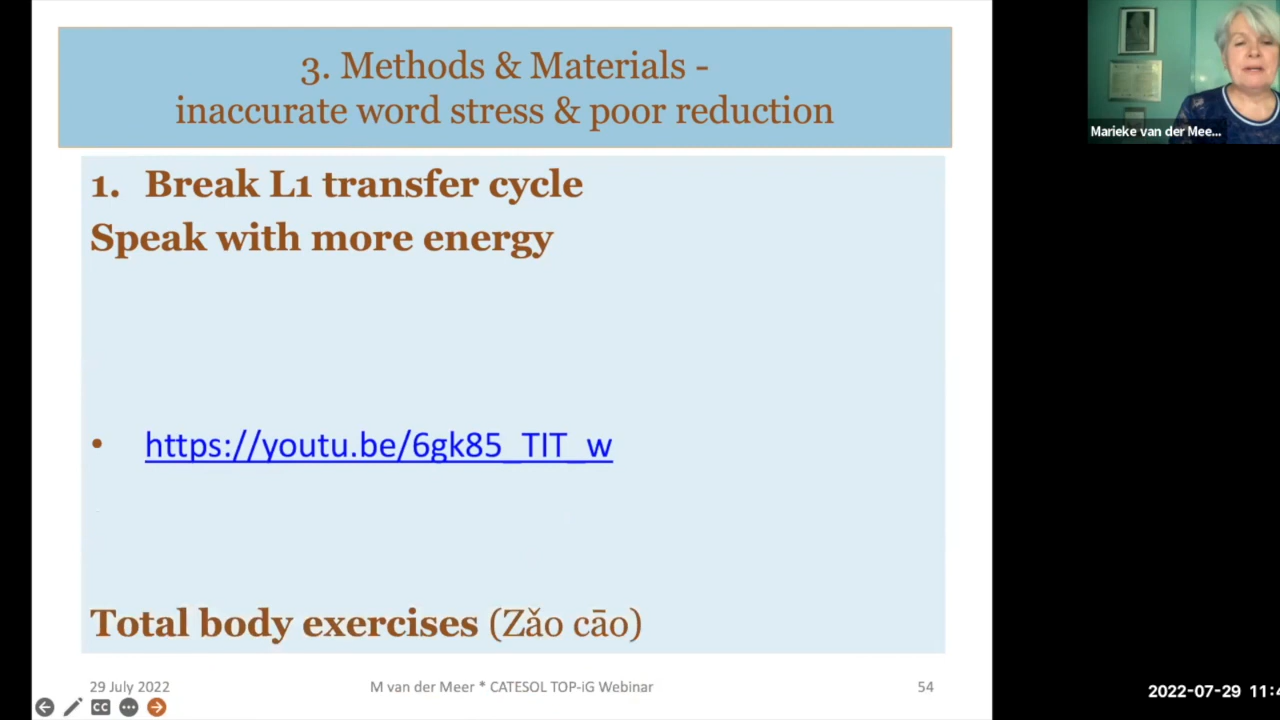 3. Methods & Materials -
inaccurate word stress & poor reduction
1. Break L1 transfer cycle
Speak with more energy
• https://youtu.be/6gk85_TIT_w
Total body exercises (Zǎo cāo)
29 July 2022
M van der Meer * CATESOL TOP-iG Webinar
54
CC
Marieke van der Mee...
2022-07-29 11:4